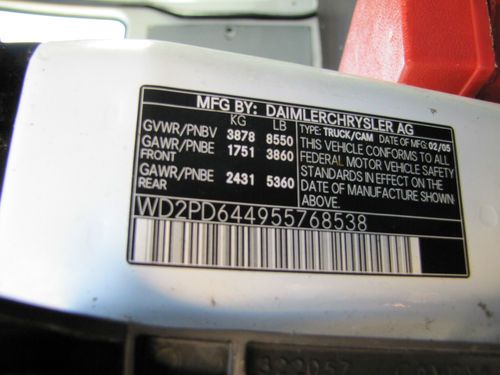 MFG BY: DAIMLERCHRYSLER AG
KG LB
GVWR/PNBV 3878 8550
GAWR/PNBE 1751 3860
FRONT
GAWR/PNBE 2431 5360
REAR
TYPE: TRUCK/CAM DATE OF MFG: 02/05
THIS VEHICLE CONFORMS TO ALL
FEDERAL MOTOR VEHICLE SAFETY
STANDARDS IN EFFECT ON THE
DATE OF MANUFACTURE SHOWN
ABOVE.
WD2PD644955768538